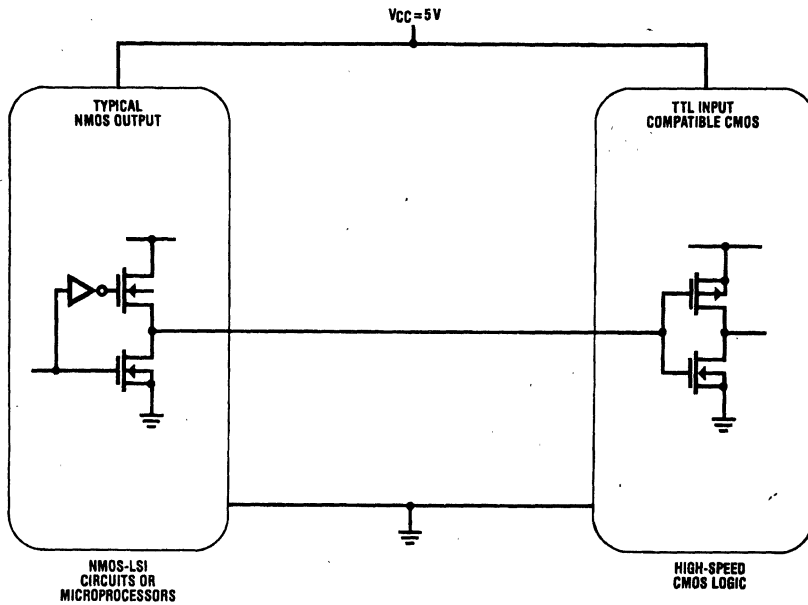 VCC=5V
TYPICAL
NMOS OUTPUT
TTL INPUT
COMPATIBLE CMOS
NMOS-LSI
CIRCUITS OR
MICROPROCESSORS
HIGH-SPEED
CMOS LOGIC